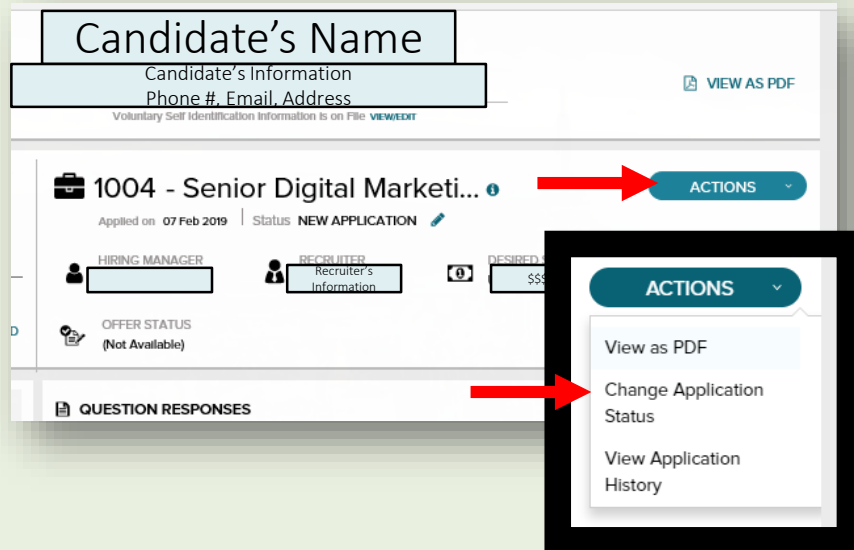 Candidate's Name
Candidate's Information
Phone #, Email, Address
VIEW AS PDF
Voluntary Self Identification Information is on File VIEW/EDIT
1004 - Senior Digital Marketi...
ACTIONS
Applied on 07 Feb 2019 Status NEW APPLICATION
HIRING MANAGER
RECRUITER
Recruiter's
Information
DESIRED
$$$
OFFER STATUS
(Not Available)
QUESTION RESPONSES
ACTIONS
View as PDF
Change Application
Status
View Application
History